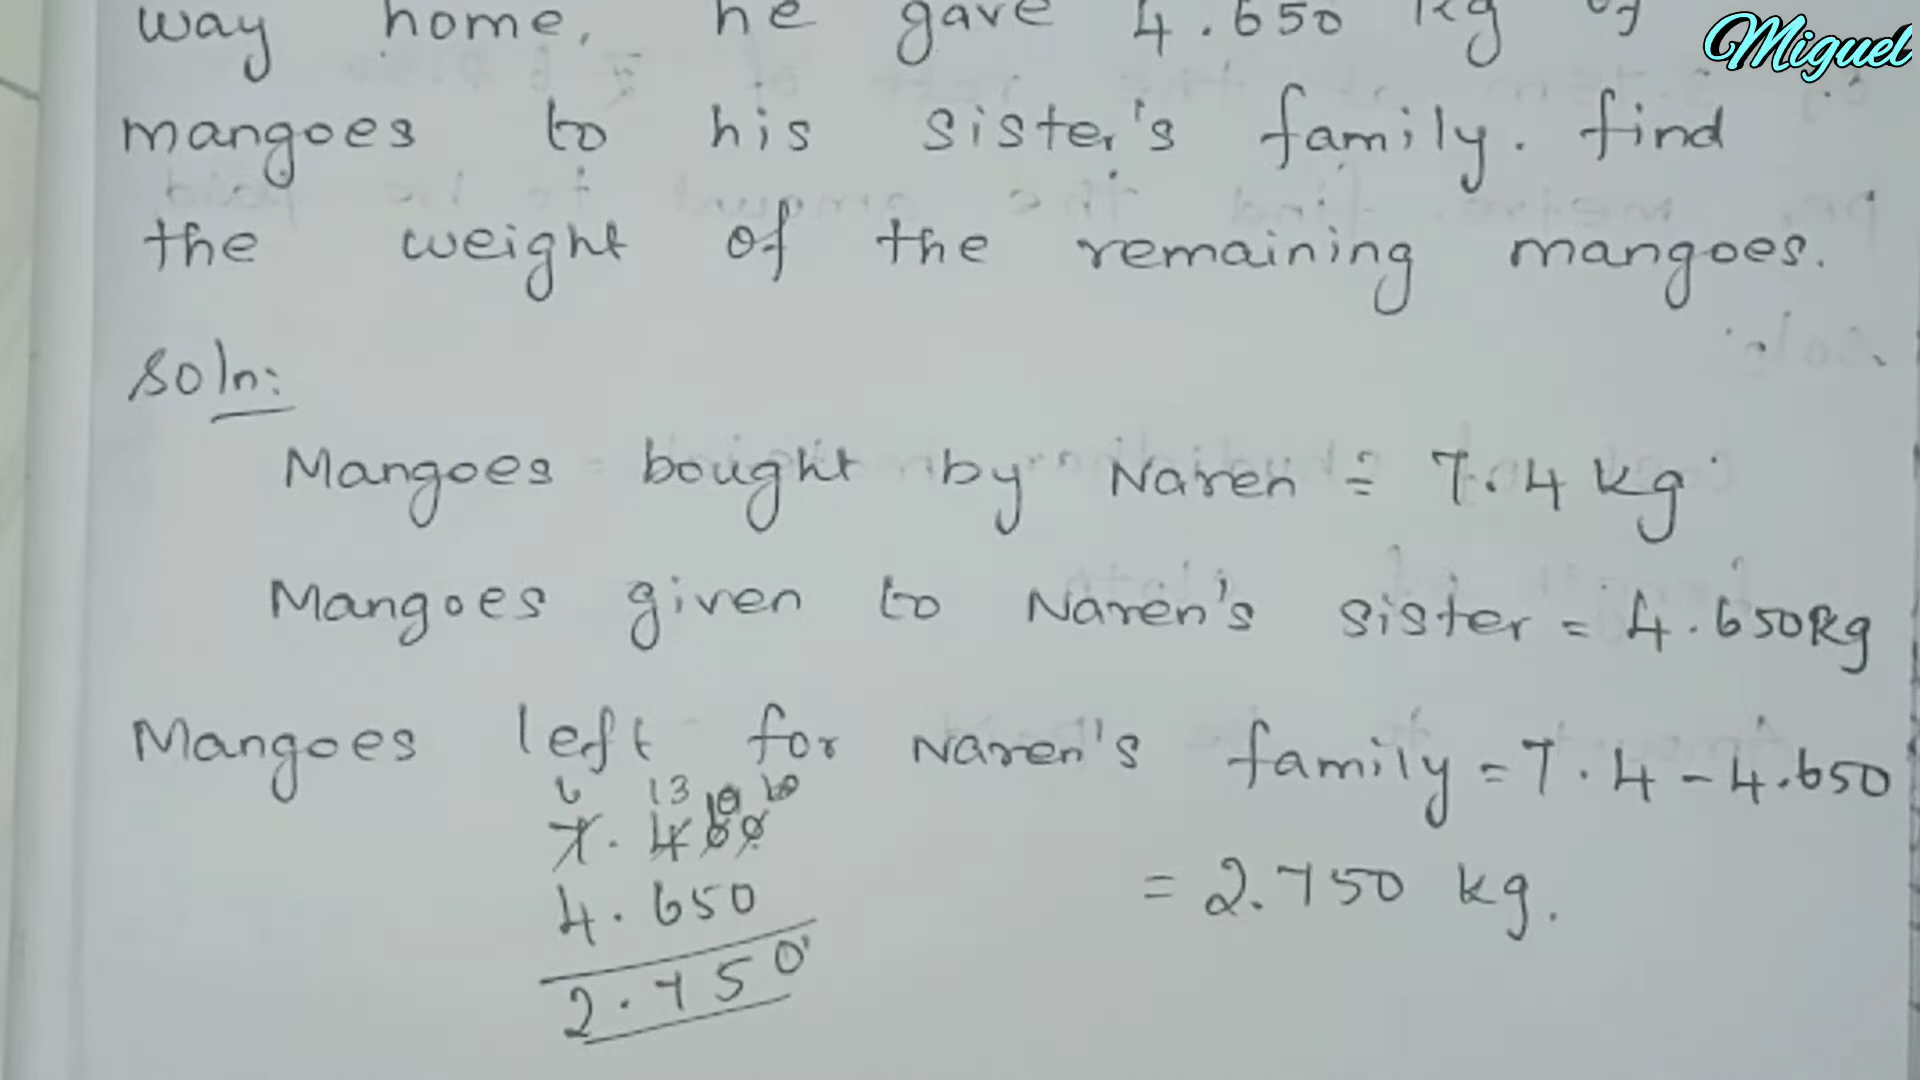 way home, he gave 4.650 kg of
Miguel
mangoes to his sister's family. find
the weight of the remaining mangoes.
Soln:
Mangoes bought by Naren = 7.4 kg
Mangoes given to Naren's sister = 4.650kg
Mangoes left for Naren's family = 7.4 - 4.650
6 13 10 10
7.400
4.650
2.750
= 2.750 kg.